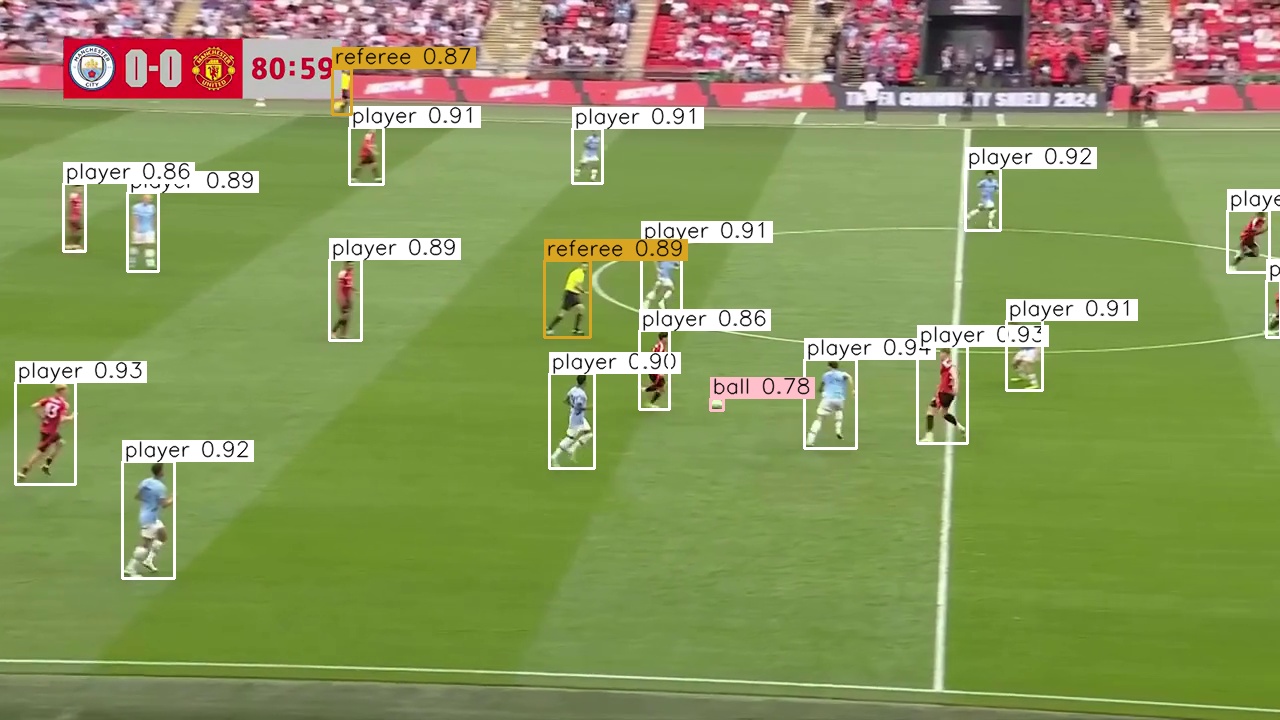 MANCHESTER
CITY
0-0
MANCHESTER
UNITED
80:59
referee 0.87
player 0.91
player 0.91
THE FA COMMUNITY SHIELD 2024
player 0.92
player 0.86
player 0.89
playe
player 0.91
player 0.89
referee 0.89
p
player 0.91
player 0.86
player 0.93
player 0.94
player 0.90
player 0.93
ball 0.78
player 0.92